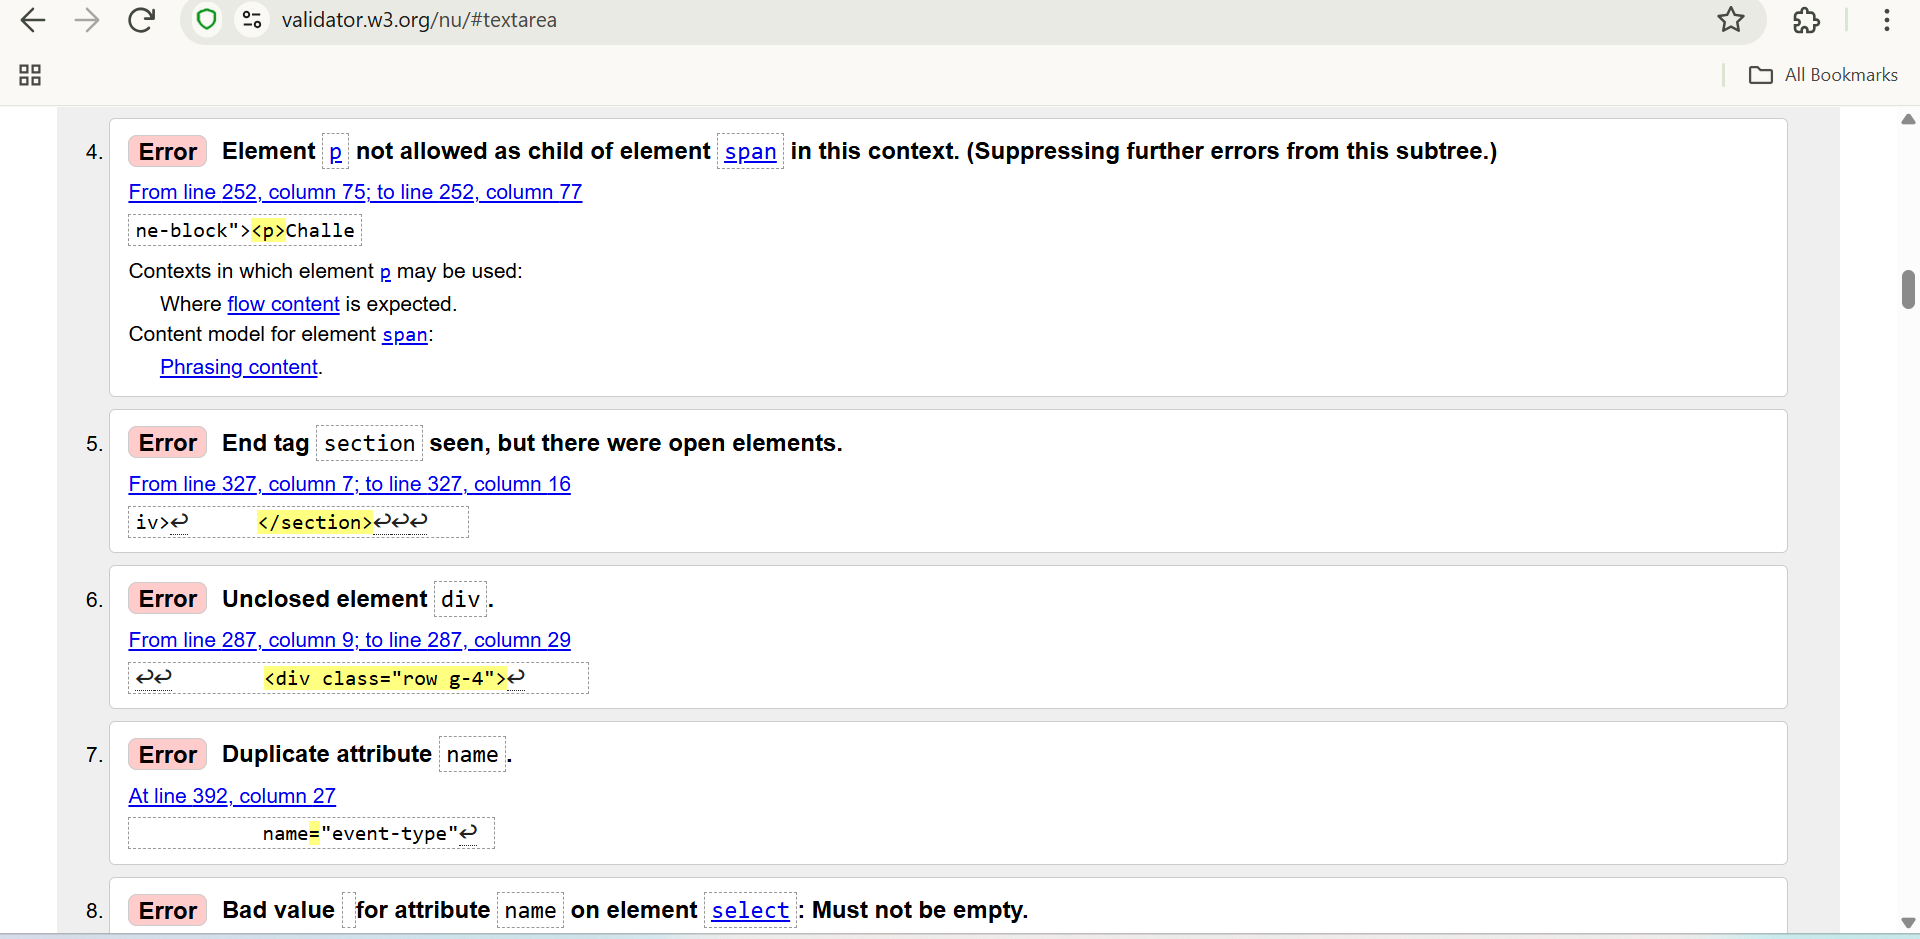 validator.w3.org/nu/#textarea
All Bookmarks
4. Error Element p not allowed as child of element span in this context. (Suppressing further errors from this subtree.)
From line 252, column 75; to line 252, column 77
ne-block"><p>Challe
Contexts in which element p may be used:
Where flow content is expected.
Content model for element span:
Phrasing content.
5. Error End tag section seen, but there were open elements.
From line 327, column 7; to line 327, column 16
iv>↩ </section>↩↩↩
6. Error Unclosed element div.
From line 287, column 9; to line 287, column 29
↩↩ <div class="row g-4">↩
7. Error Duplicate attribute name.
At line 392, column 27
name="event-type"↩
8. Error Bad value for attribute name on element select: Must not be empty.